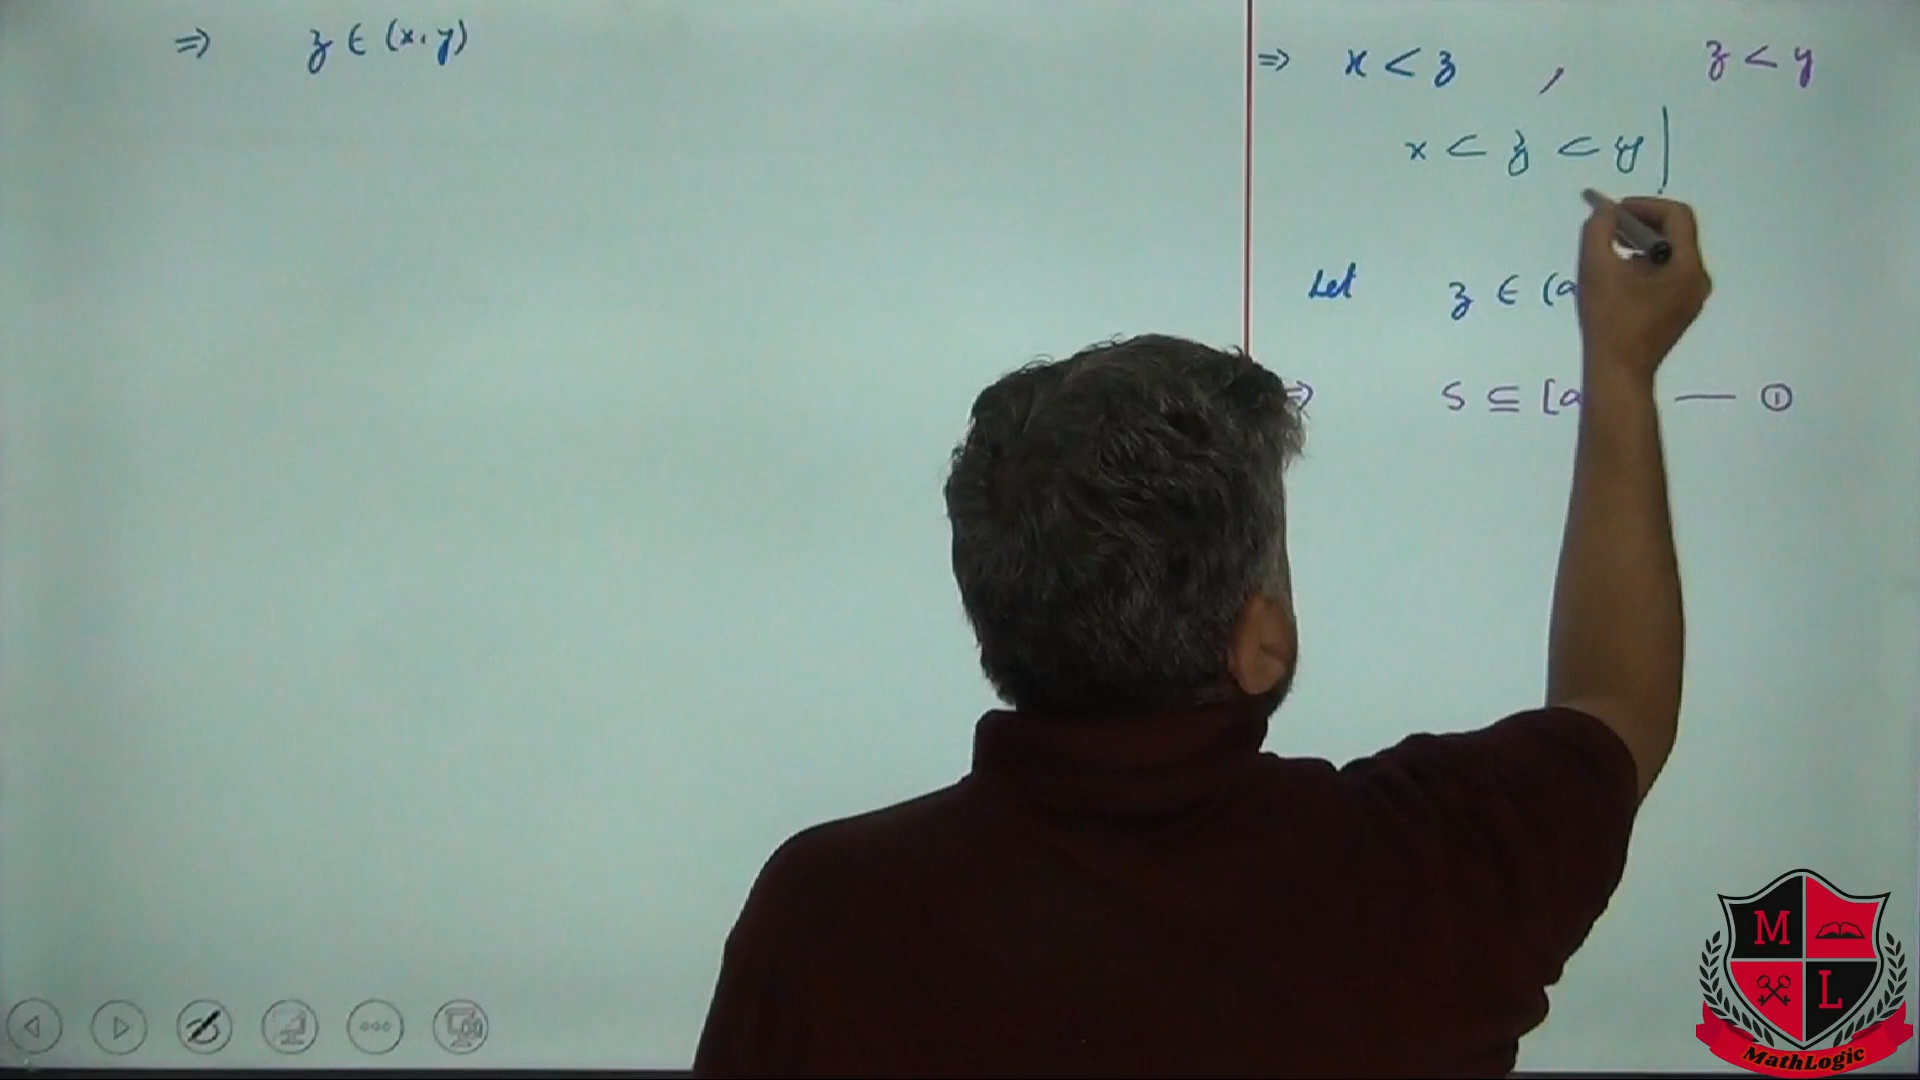 ⇒ z ∈ (x, y)
⇒ x < z , z < y
x < z < y
Let z ∈ (a
⇒ S ⊆ [a — ①
M L
MathLogic